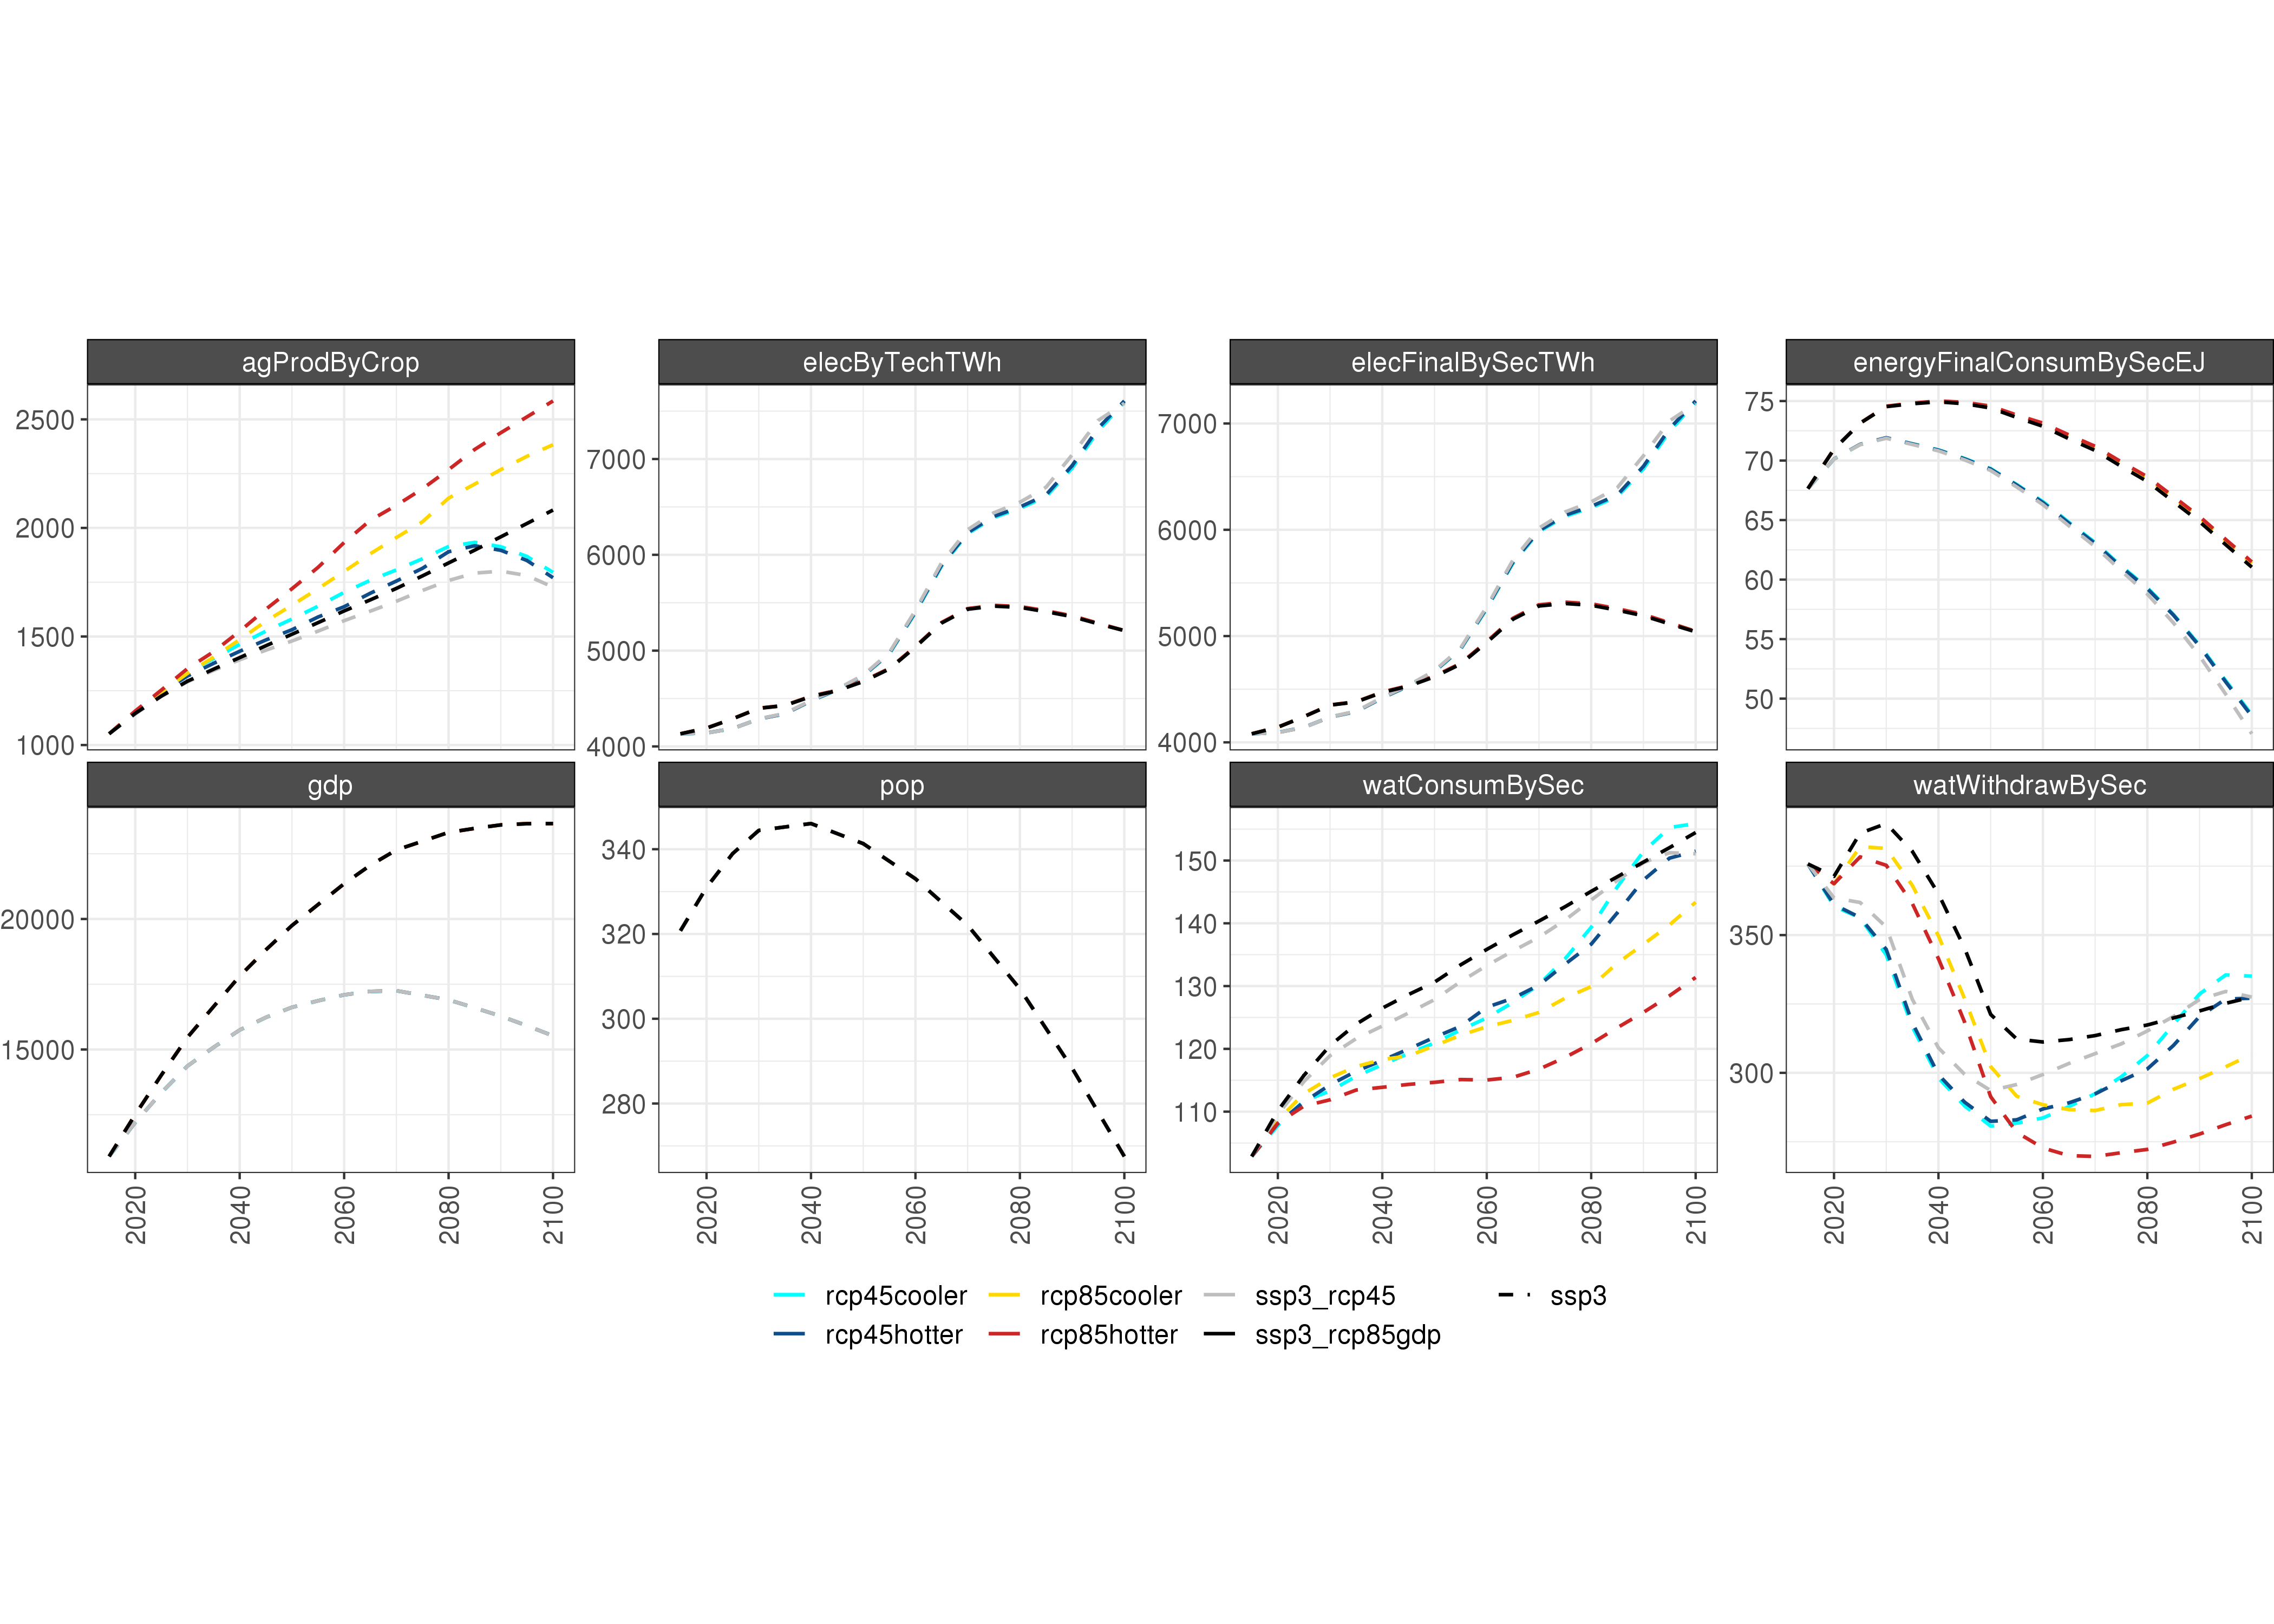 agProdByCrop elecByTechTWh elecFinalBySecTWh energyFinalConsumBySecEJ
2500 2000 1500 1000
7000 6000 5000 4000
7000 6000 5000 4000
75 70 65 60 55 50
gdp pop watConsumBySec watWithdrawBySec
20000 15000
340 320 300 280
150 140 130 120 110
350 300
2020 2040 2060 2080 2100
2020 2040 2060 2080 2100
2020 2040 2060 2080 2100
2020 2040 2060 2080 2100
rcp45cooler rcp85cooler ssp3_rcp45 ssp3
rcp45hotter rcp85hotter ssp3_rcp85gdp